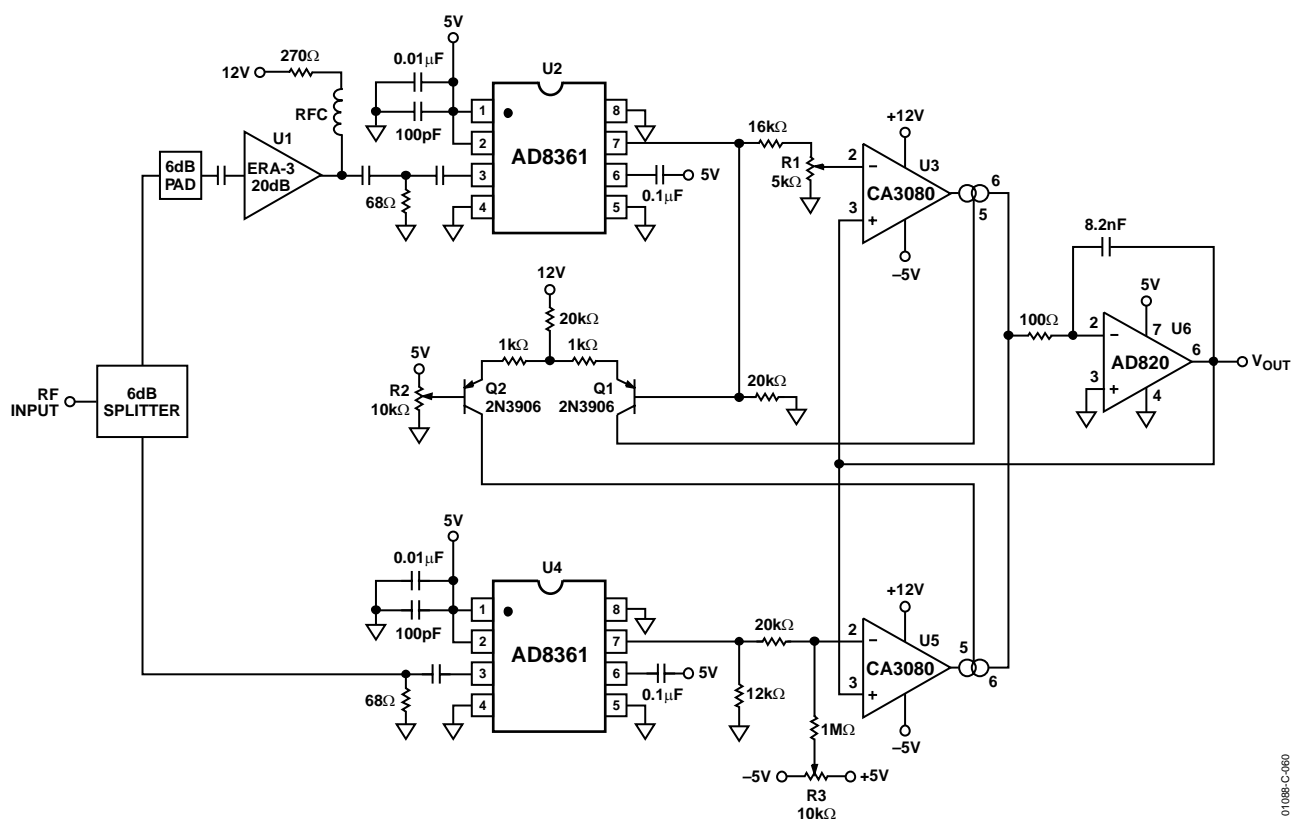 5V
270Ω
0.01µF
12V
U2
RFC
100pF
1
2
3
4
8
7
6
5
AD8361
U1
ERA-3
20dB
6dB
PAD
68Ω
0.1µF
5V
16kΩ
R1
5kΩ
+12V
2
–
U3
CA3080
3
+
–5V
6
5
12V
20kΩ
1kΩ
1kΩ
5V
R2
10kΩ
Q2
2N3906
Q1
2N3906
20kΩ
8.2nF
100Ω
5V
2
–
7
U6
AD820
6
3
+
4
VOUT
RF
INPUT
6dB
SPLITTER
5V
0.01µF
100pF
U4
1
2
3
4
8
7
6
5
AD8361
68Ω
0.1µF
5V
20kΩ
12kΩ
1MΩ
–5V
+5V
R3
10kΩ
+12V
2
–
U5
CA3080
3
+
–5V
5
6
01088-C-060